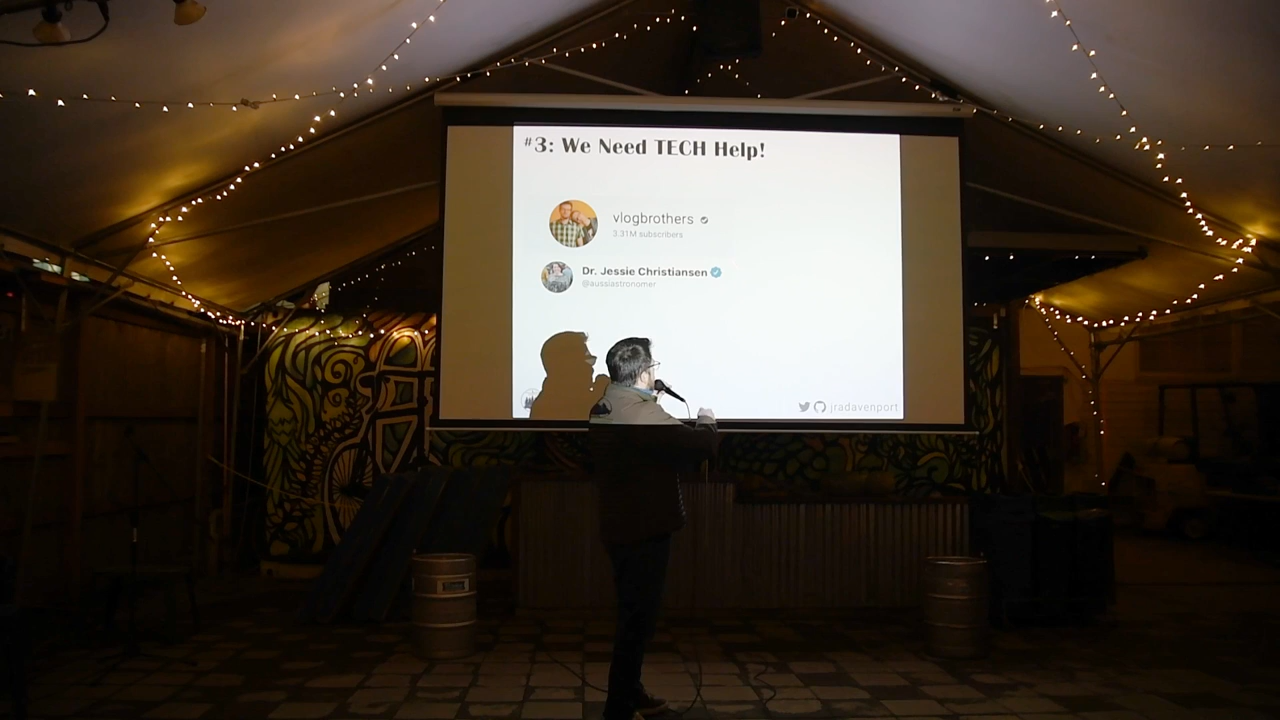 #3: We Need TECH Help!
vlogbrothers
3.31M subscribers
Dr. Jessie Christiansen
@aussiastronomer
jradavenport